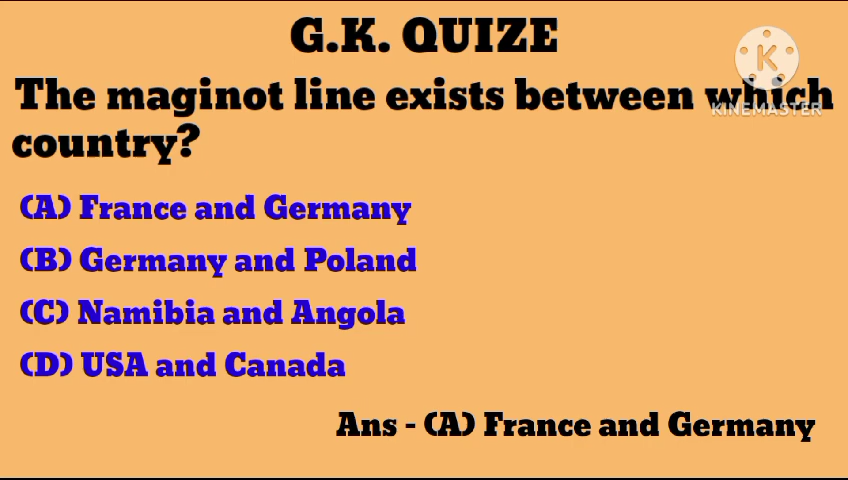 G.K. QUIZE
The maginot line exists between which
country?
K
KINEMASTER
(A) France and Germany
(B) Germany and Poland
(C) Namibia and Angola
(D) USA and Canada
Ans - (A) France and Germany